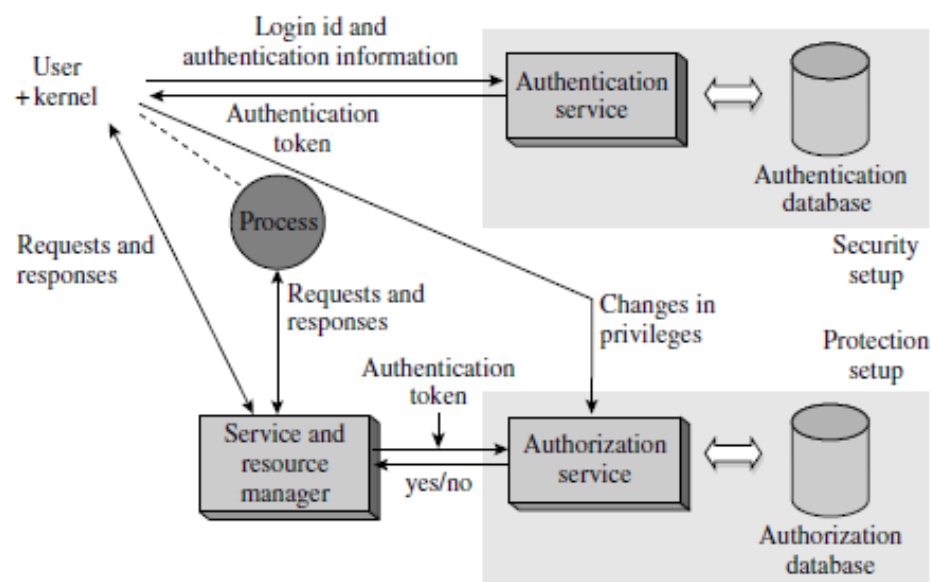 Login id and
authentication information
User
+ kernel
Authentication
service
Authentication
token
Authentication
database
Process
Requests and
responses
Security
setup
Requests and
responses
Changes in
privileges
Protection
setup
Authentication
token
Service and
resource
manager
yes/no
Authorization
service
Authorization
database